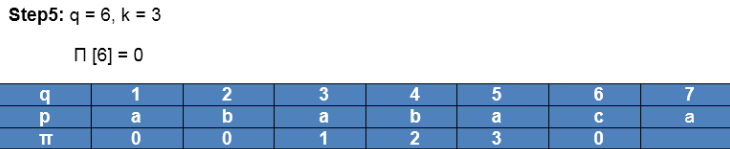 Step5: q = 6, k = 3
Π [6] = 0
q 1 2 3 4 5 6 7
p a b a b a c a
π 0 0 1 2 3 0